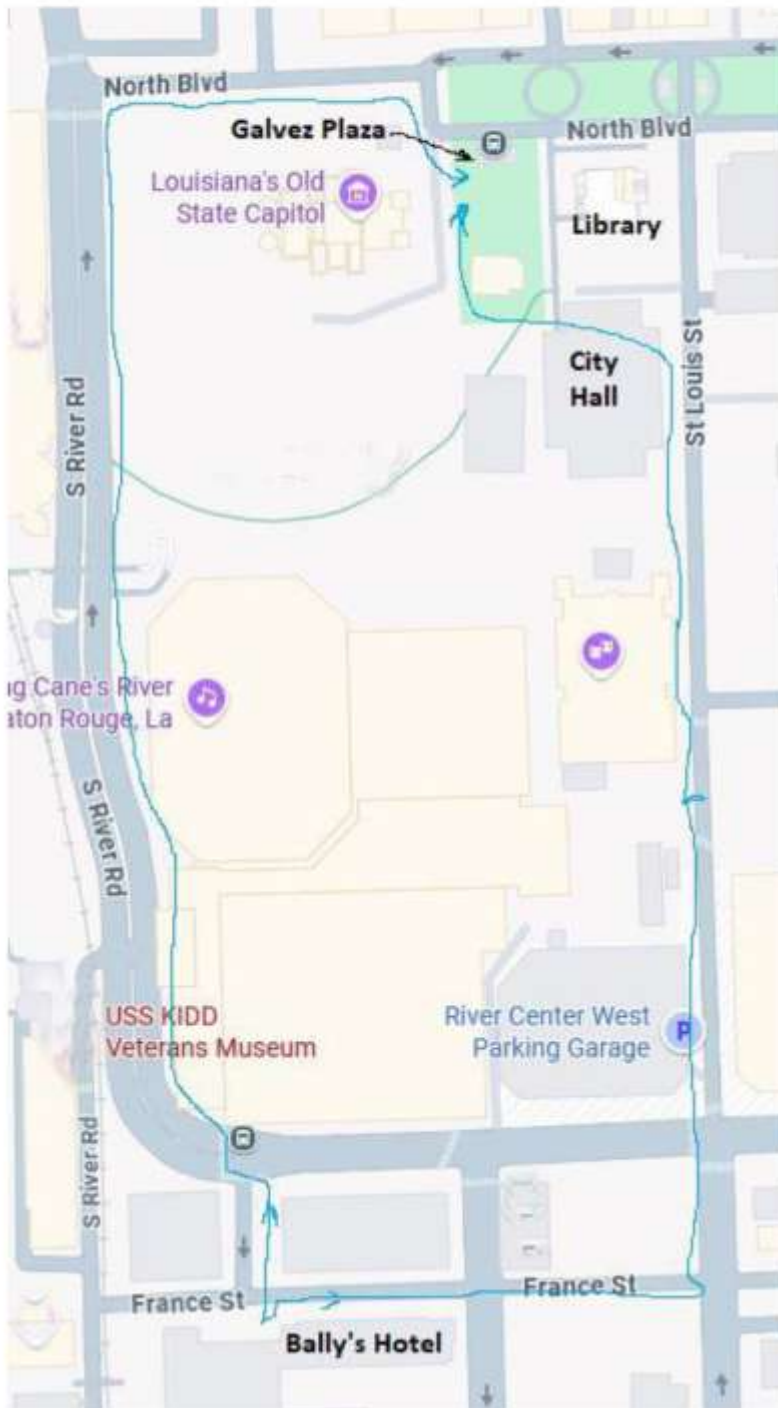 North Blvd
Galvez Plaza
North Blvd
Louisiana's Old
State Capitol
Library
City
Hall
St Louis St
S River Rd
ng Cane's River
aton Rouge, La
S River Rd
USS KIDD
Veterans Museum
River Center West
Parking Garage
P
S River Rd
France St
France St
Bally's Hotel